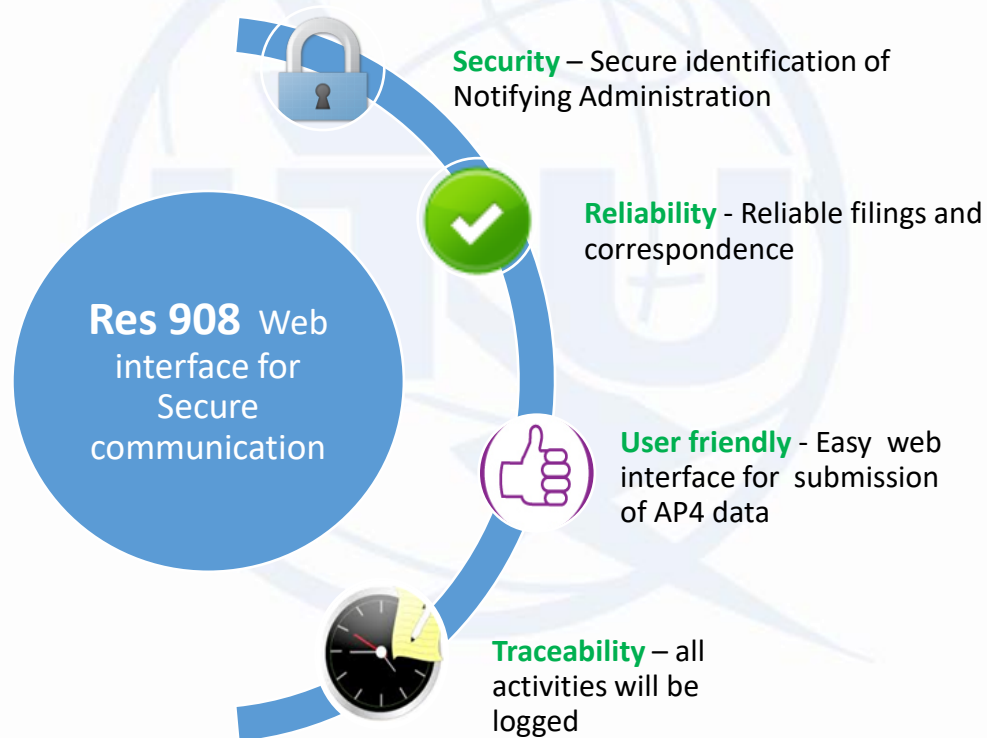 Security – Secure identification of
Notifying Administration
Reliability - Reliable filings and
correspondence
Res 908 Web
interface for
Secure
communication
User friendly - Easy web
interface for submission
of AP4 data
Traceability – all
activities will be
logged
ITU